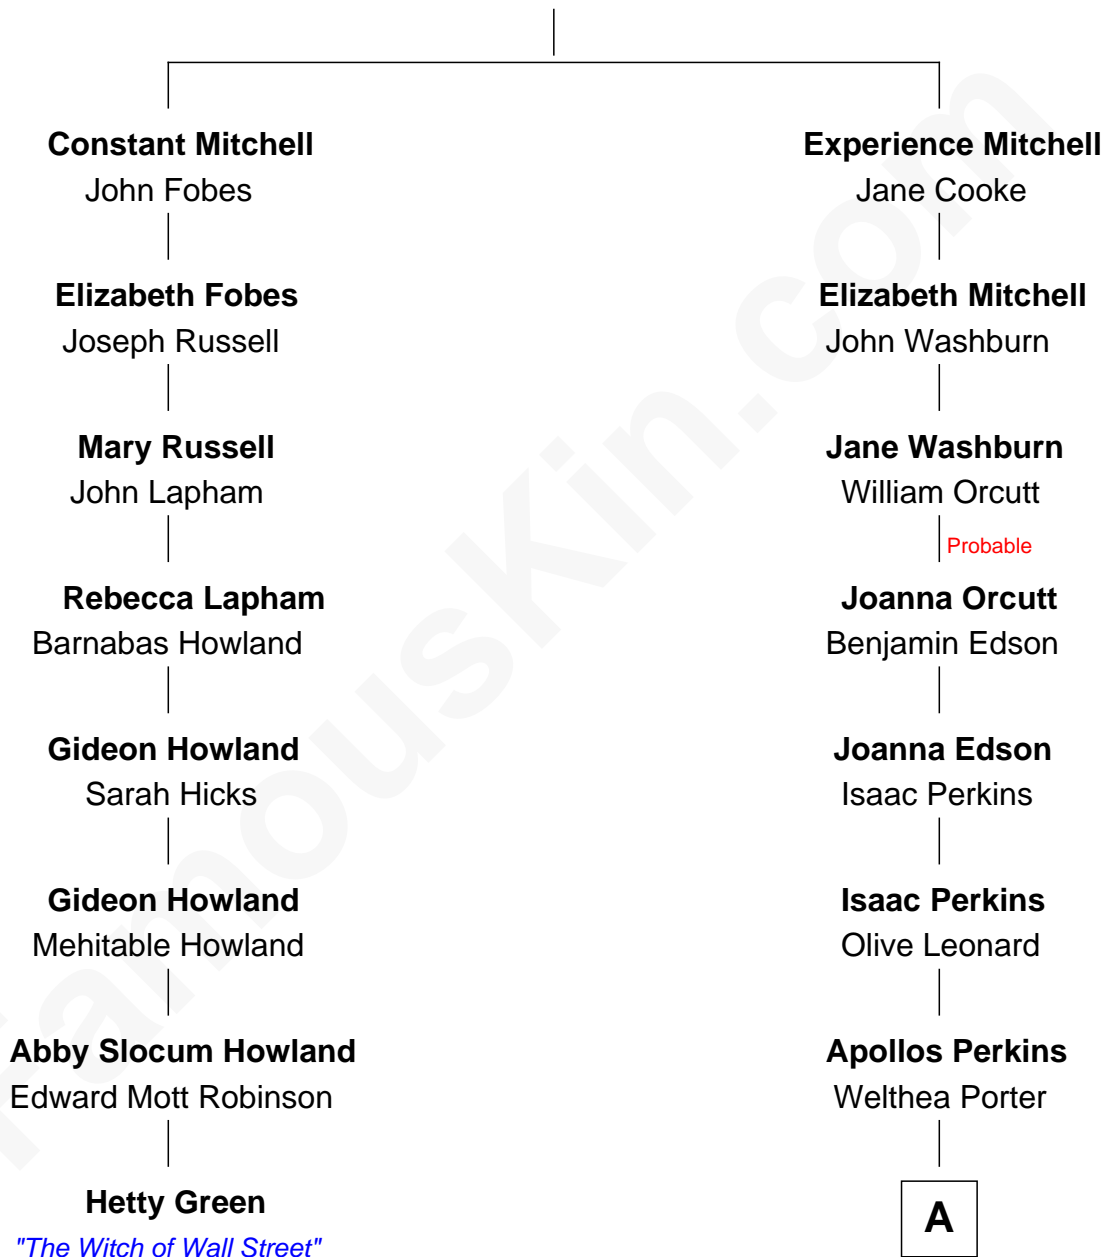 Constant Mitchell
John Fobes
Elizabeth Fobes
Joseph Russell
Mary Russell
John Lapham
Rebecca Lapham
Barnabas Howland
Gideon Howland
Sarah Hicks
Gideon Howland
Mehitable Howland
Abby Slocum Howland
Edward Mott Robinson
Hetty Green
"The Witch of Wall Street"
Experience Mitchell
Jane Cooke
Elizabeth Mitchell
John Washburn
Jane Washburn
William Orcutt
Probable
Joanna Orcutt
Benjamin Edson
Joanna Edson
Isaac Perkins
Isaac Perkins
Olive Leonard
Apollos Perkins
Welthea Porter
A
FamousKin.com